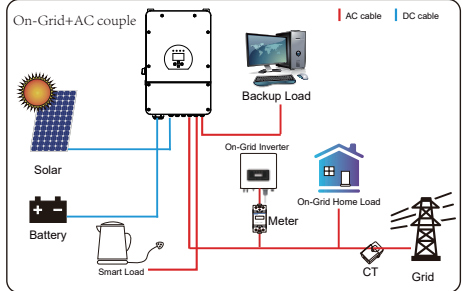 On-Grid+AC couple
AC cable
DC cable
Backup Load
On-Grid Inverter
Solar
On-Grid Home Load
Meter
Battery
Smart Load
CT
Grid